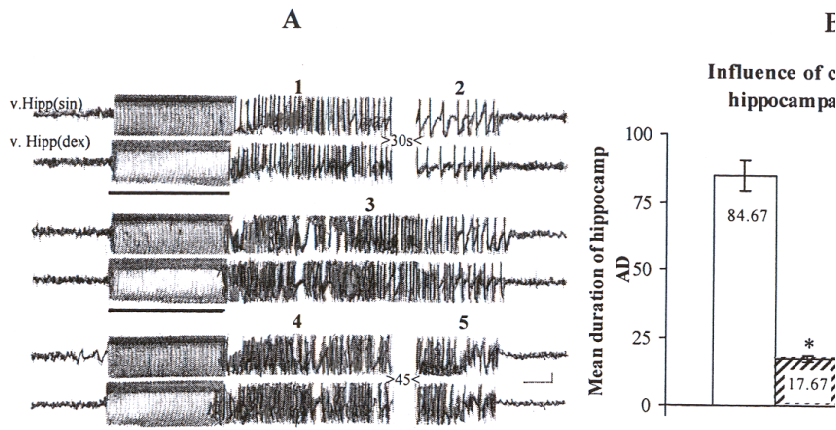 A
1
2
v.Hipp(sin)
>30s<
v. Hipp(dex)
3
4
5
>45<
B
Influence of c
hippocampa
Mean duration of hippocamp
AD
100
75
50
25
0
84.67
*
17.67